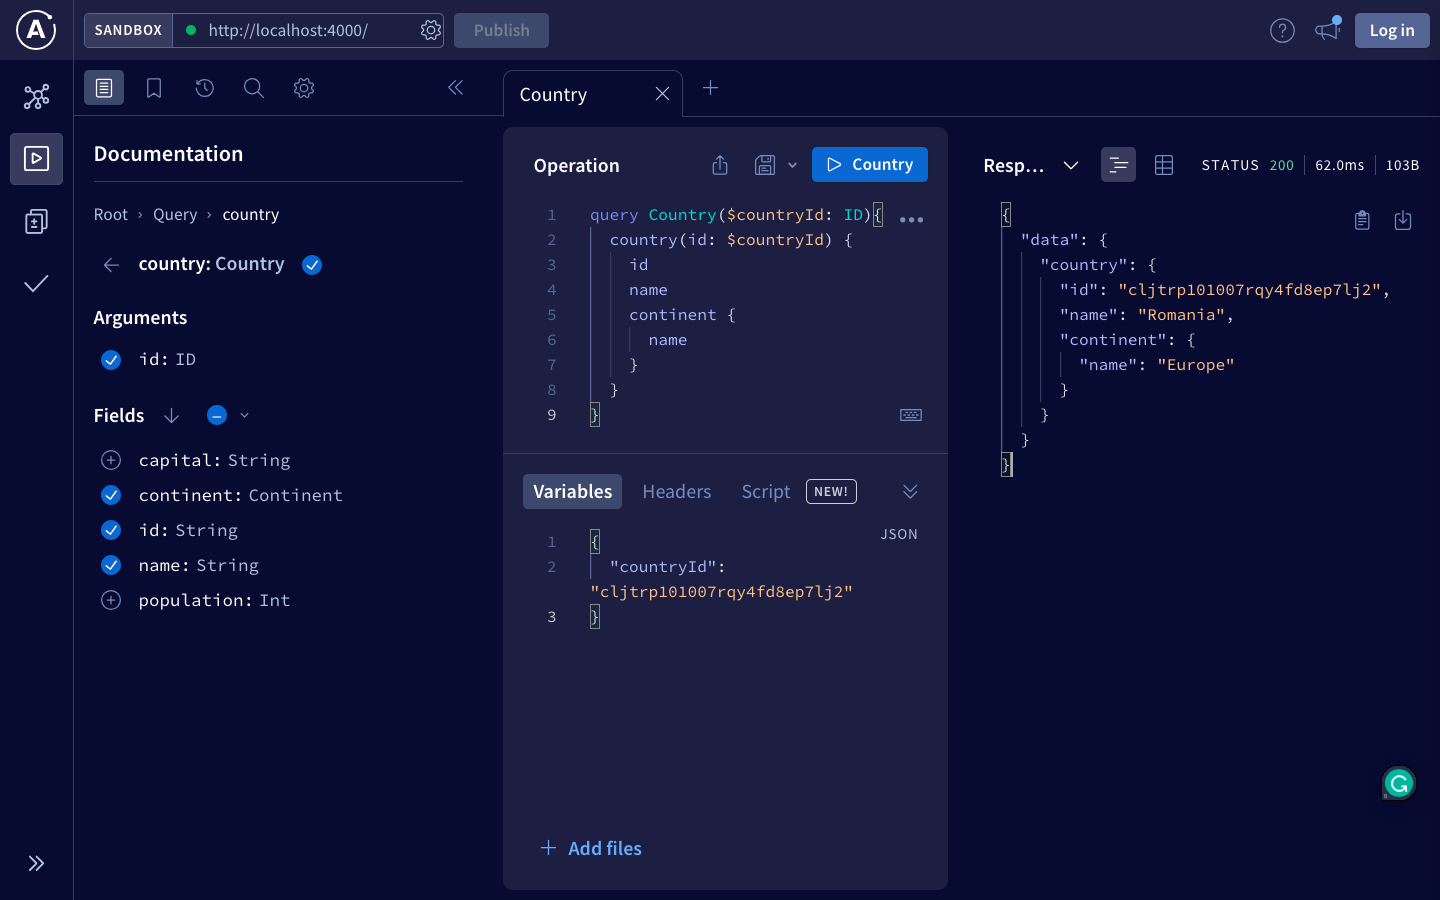 SANDBOX
http://localhost:4000/
Publish
Log in
Documentation
Root › Query › country
country: Country
Arguments
id: ID
Fields
capital: String
continent: Continent
id: String
name: String
population: Int
Country
Operation
Country
1 query Country($countryId: ID){
2 country(id: $countryId) {
3 id
4 name
5 continent {
6 name
7 }
8 }
9 }
Variables
Headers
Script
NEW!
JSON
1 {
2 "countryId":
"cljtrp101007rqy4fd8ep7lj2"
3 }
Add files
Resp...
STATUS 200
62.0ms
103B
{
"data": {
"country": {
"id": "cljtrp101007rqy4fd8ep7lj2",
"name": "Romania",
"continent": {
"name": "Europe"
}
}
}
}